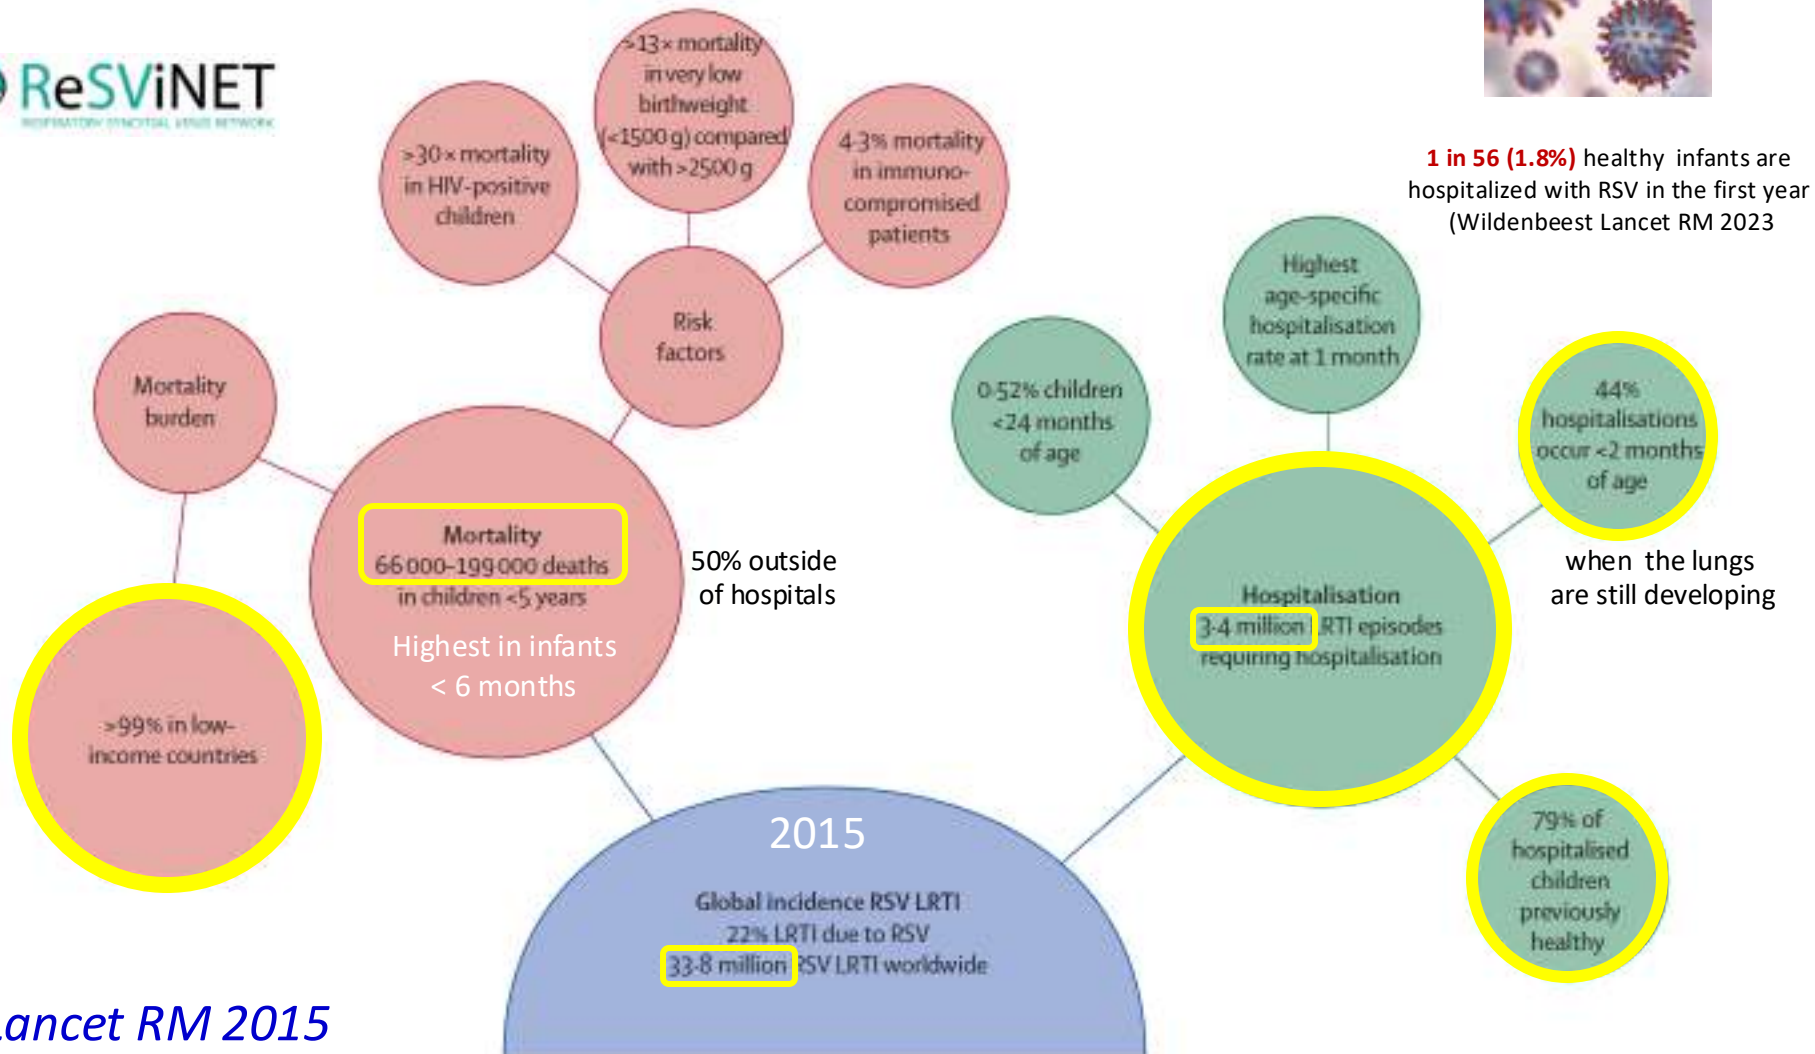 ReSViNET
RESPIRATORY SYNCYTIAL VIRUS NETWORK
>13× mortality
in very low
birthweight
(<1500 g) compared
with >2500 g
>30× mortality
in HIV-positive
children
4·3% mortality
in immuno-
compromised
patients
Risk
factors
Mortality
burden
Mortality
66 000–199 000 deaths
in children <5 years
Highest in infants
< 6 months
50% outside
of hospitals
>99% in low-
income countries
1 in 56 (1.8%) healthy infants are
hospitalized with RSV in the first year
(Wildenbeest Lancet RM 2023
Highest
age-specific
hospitalisation
rate at 1 month
0·52% children
<24 months
of age
44%
hospitalisations
occur <2 months
of age
when the lungs
are still developing
Hospitalisation
3·4 million LRTI episodes
requiring hospitalisation
79% of
hospitalised
children
previously
healthy
2015
Global incidence RSV LRTI
22% LRTI due to RSV
33·8 million RSV LRTI worldwide
Lancet RM 2015